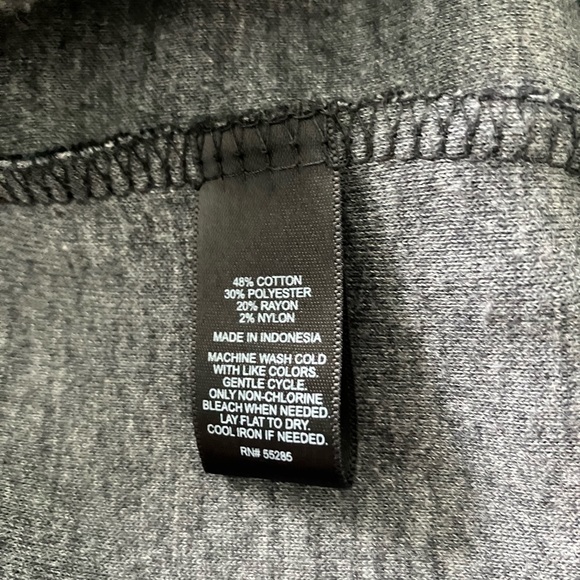 48% COTTON
30% POLYESTER
20% RAYON
2% NYLON
MADE IN INDONESIA
MACHINE WASH COLD
WITH LIKE COLORS.
GENTLE CYCLE.
ONLY NON-CHLORINE
BLEACH WHEN NEEDED.
LAY FLAT TO DRY.
COOL IRON IF NEEDED.
RN# 55285